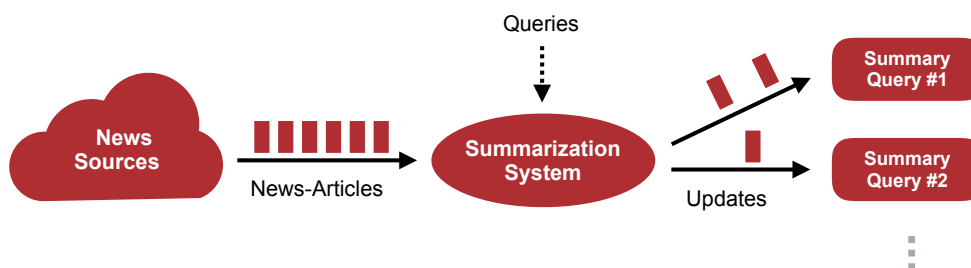 Queries
News
Sources
News-Articles
Summarization
System
Updates
Summary
Query #1
Summary
Query #2